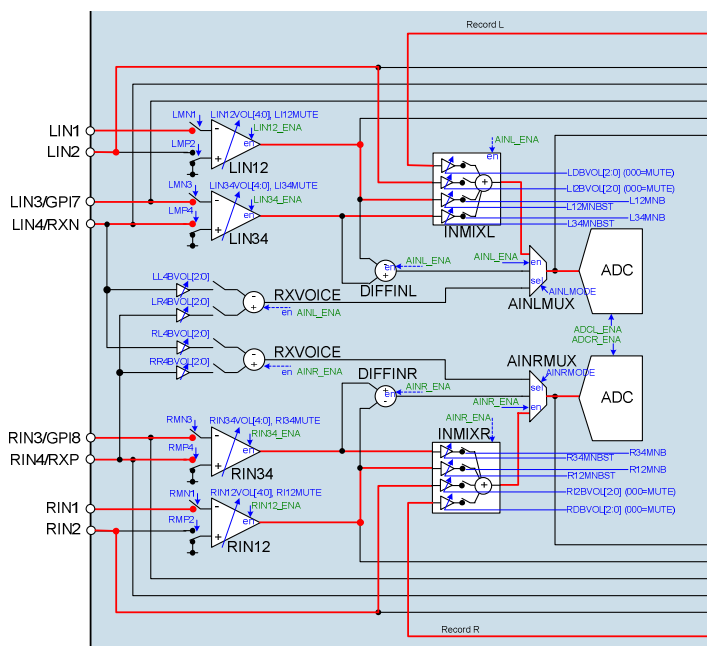 Record L
LMN1
LIN12VOL[4:0], LI12MUTE
LIN12_ENA
AINL_ENA
LIN1
en
LMP2
en
LIN2
LIN12
LDBVOL[2:0] (000=MUTE)
LMN3
LIN34VOL[4:0], LI34MUTE
LI2BVOL[2:0] (000=MUTE)
LIN3/GPI7
LIN34_ENA
L12MNB
en
L12MNBST
LMP4
L34MNB
LIN4/RXN
L34MNBST
LIN34
INMIXL
AINL_ENA
AINL_ENA
en
en
ADC
LL4BVOL[2:0]
DIFFINL
sel
RXVOICE
AINLMODE
LR4BVOL[2:0]
AINLMUX
en AINL_ENA
ADCL_ENA
RL4BVOL[2:0]
ADCR_ENA
RXVOICE
AINRMUX
RR4BVOL[2:0]
DIFFINR
AINRMODE
en AINR_ENA
sel
AINR_ENA
en
ADC
AINR_ENA
en
RMN3
RIN34VOL[4:0], RI34MUTE
AINR_ENA
RIN34_ENA
INMIXR
RIN3/GPI8
en
RMP4
en
R34MNB
RIN4/RXP
R34MNBST
RIN34
R12MNB
R12MNBST
RMN1
RIN12VOL[4:0], RI12MUTE
RI2BVOL[2:0] (000=MUTE)
RIN1
RIN12_ENA
RDBVOL[2:0] (000=MUTE)
RMP2
en
RIN2
RIN12
Record R